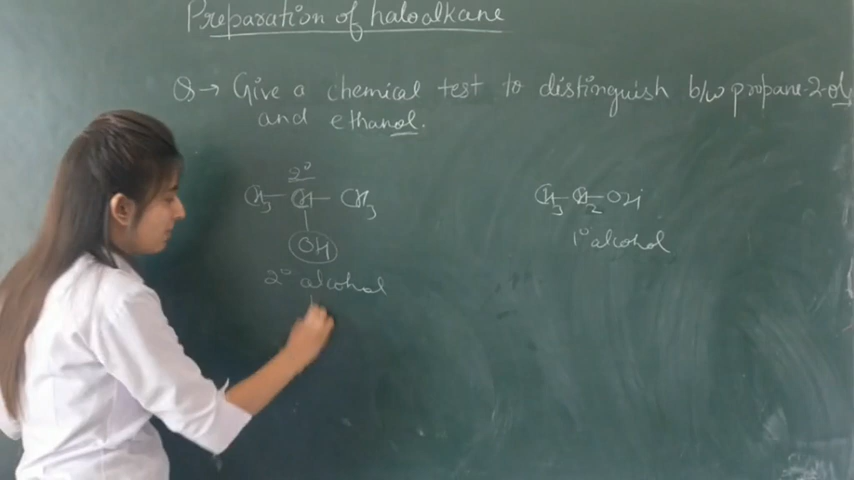 Preparation of haloalkane
Q → Give a chemical test to distinguish b/w propane-2-ol
and ethanol.
2°
CH3 — CH — CH3
OH
2° alcohol
CH3 - CH2 - OH
1° alcohol